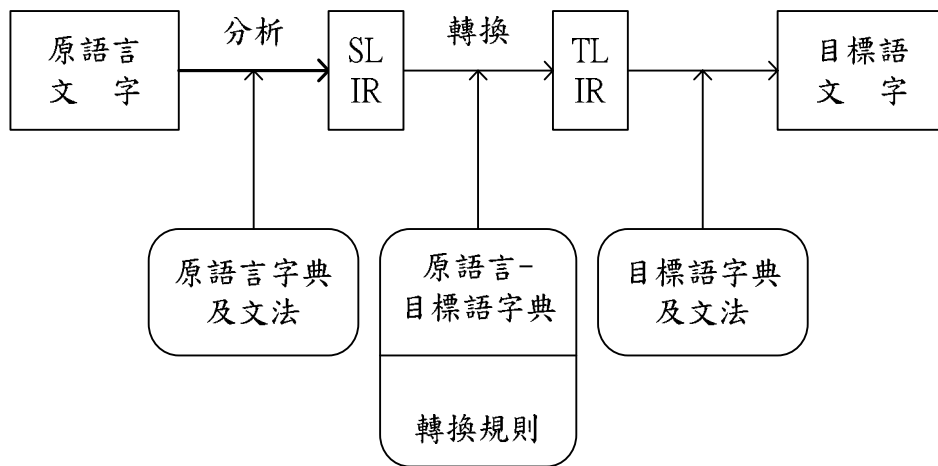 原語言
文 字
分析
SL
IR
轉換
TL
IR
目標語
文 字
原語言字典
及文法
原語言-
目標語字典
轉換規則
目標語字典
及文法